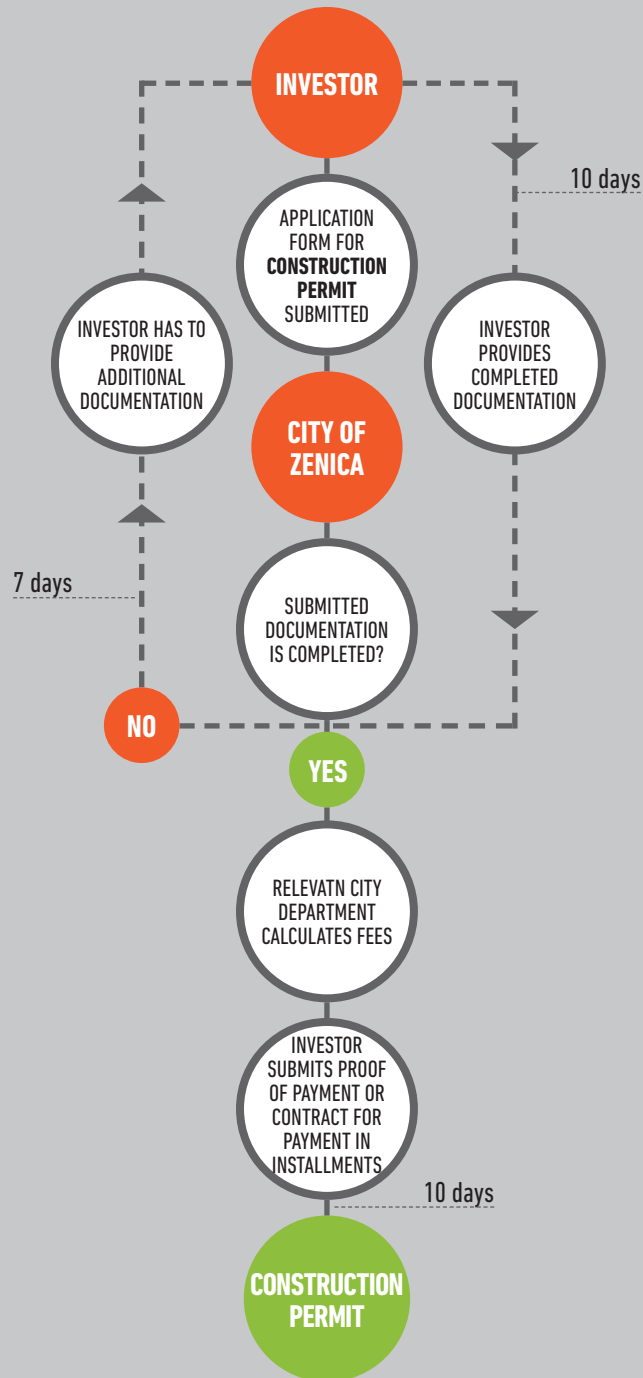 INVESTOR
10 days
APPLICATION
FORM FOR
CONSTRUCTION
PERMIT
SUBMITTED
INVESTOR HAS TO
PROVIDE
ADDITIONAL
DOCUMENTATION
INVESTOR
PROVIDES
COMPLETED
DOCUMENTATION
CITY OF
ZENICA
7 days
SUBMITTED
DOCUMENTATION
IS COMPLETED?
NO
YES
RELEVATN CITY
DEPARTMENT
CALCULATES FEES
INVESTOR
SUBMITS PROOF
OF PAYMENT OR
CONTRACT FOR
PAYMENT IN
INSTALLMENTS
10 days
CONSTRUCTION
PERMIT